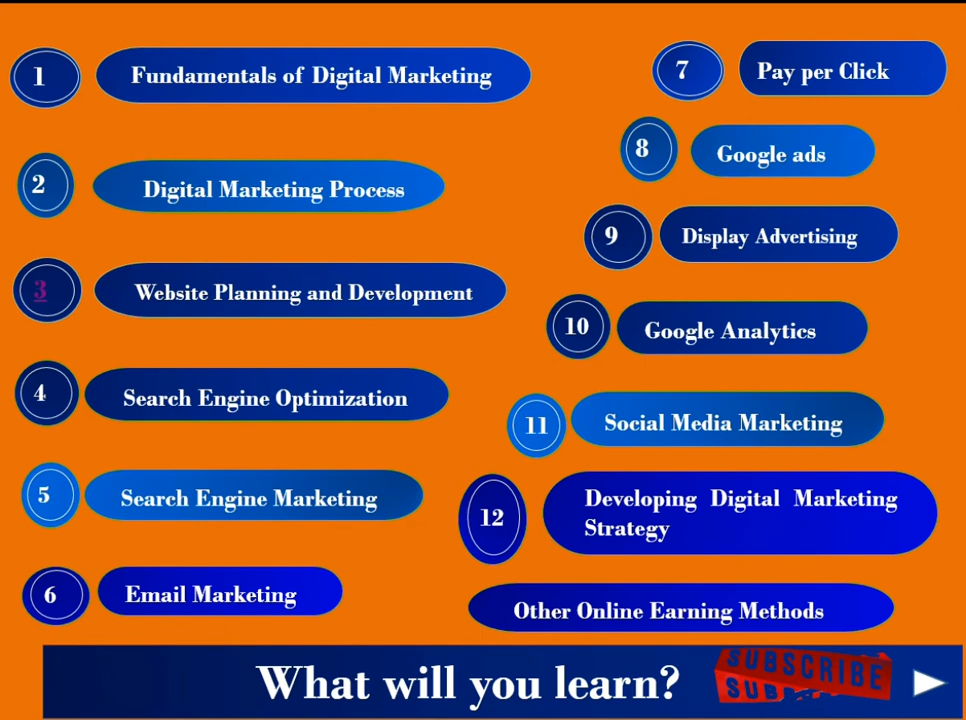 1
Fundamentals of Digital Marketing
2
Digital Marketing Process
3
Website Planning and Development
4
Search Engine Optimization
5
Search Engine Marketing
6
Email Marketing
7
Pay per Click
8
Google ads
9
Display Advertising
10
Google Analytics
11
Social Media Marketing
12
Developing Digital Marketing
Strategy
Other Online Earning Methods
What will you learn?
SUBSCRIBE